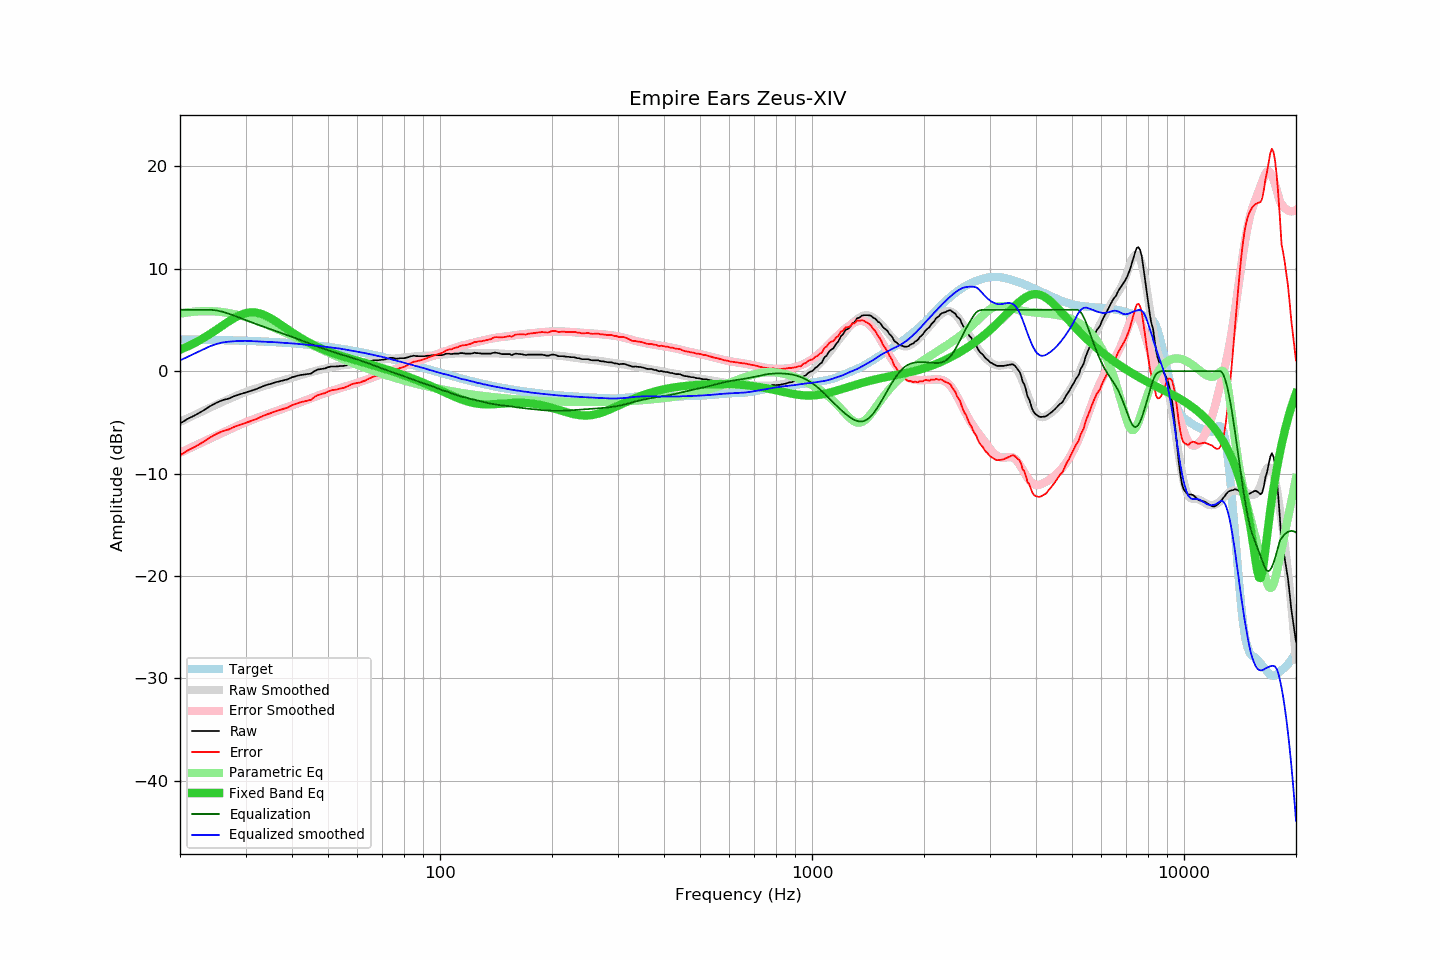 Empire Ears Zeus-XIV
20
10
0
−10
−20
−30
−40
Amplitude (dBr)
Target
Raw Smoothed
Error Smoothed
Raw
Error
Parametric Eq
Fixed Band Eq
Equalization
Equalized smoothed
100
1000
10000
Frequency (Hz)